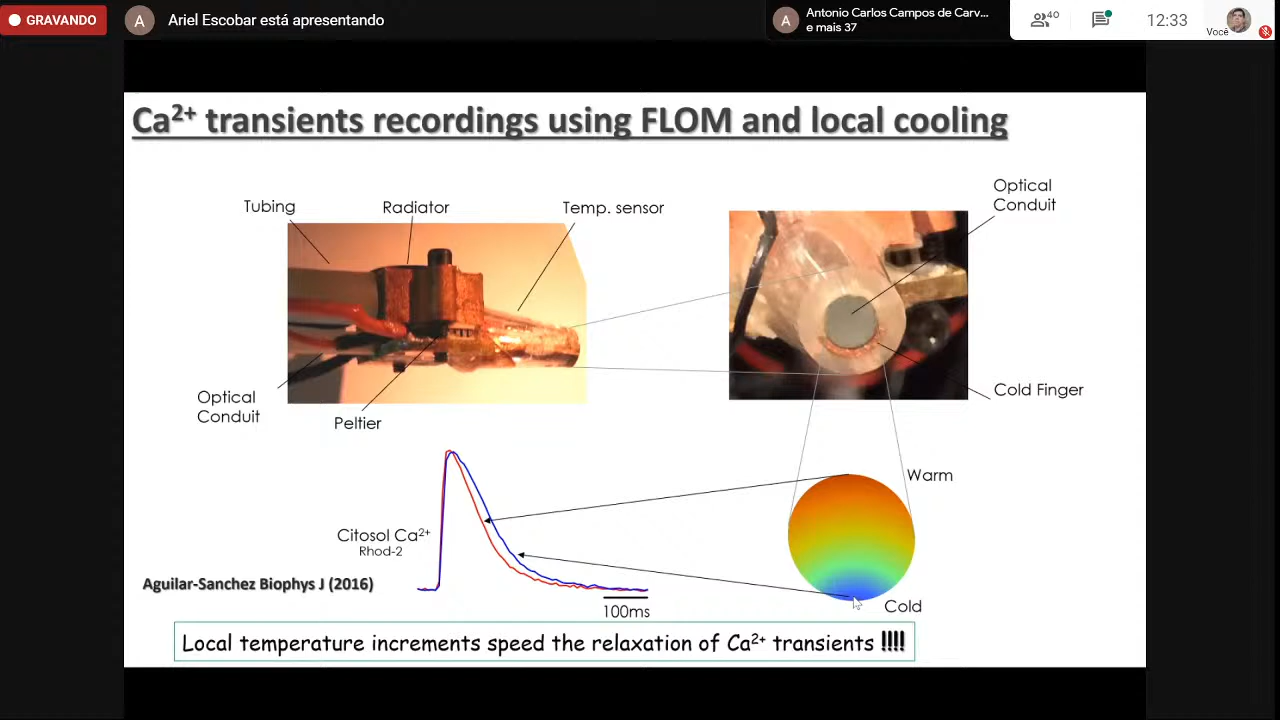 GRAVANDO
A
Ariel Escobar está apresentando
A
Antonio Carlos Campos de Carv...
e mais 37
40
12:33
Você
Ca²⁺ transients recordings using FLOM and local cooling
Tubing
Radiator
Temp. sensor
Optical
Conduit
Optical
Conduit
Peltier
Cold Finger
Warm
Citosol Ca²⁺
Rhod-2
Aguilar-Sanchez Biophys J (2016)
100ms
Cold
Local temperature increments speed the relaxation of Ca²⁺ transients !!!!